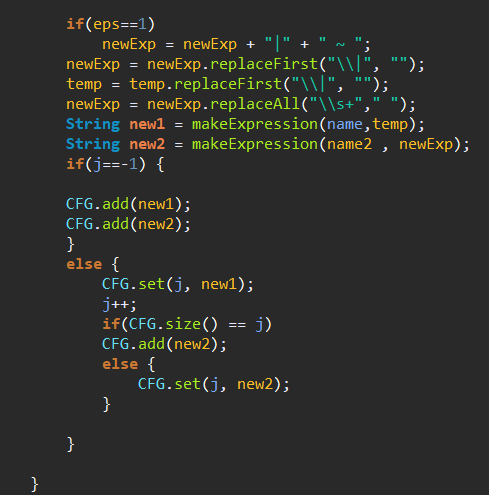 if(eps==1)
newExp = newExp + "|" + " ~ ";
newExp = newExp.replaceFirst("\\|", "");
temp = temp.replaceFirst("\\|", "");
newExp = newExp.replaceAll("\\s+"," ");
String new1 = makeExpression(name,temp);
String new2 = makeExpression(name2 , newExp);
if(j==-1) {
CFG.add(new1);
CFG.add(new2);
}
else {
CFG.set(j, new1);
j++;
if(CFG.size() == j)
CFG.add(new2);
else {
CFG.set(j, new2);
}
}
}